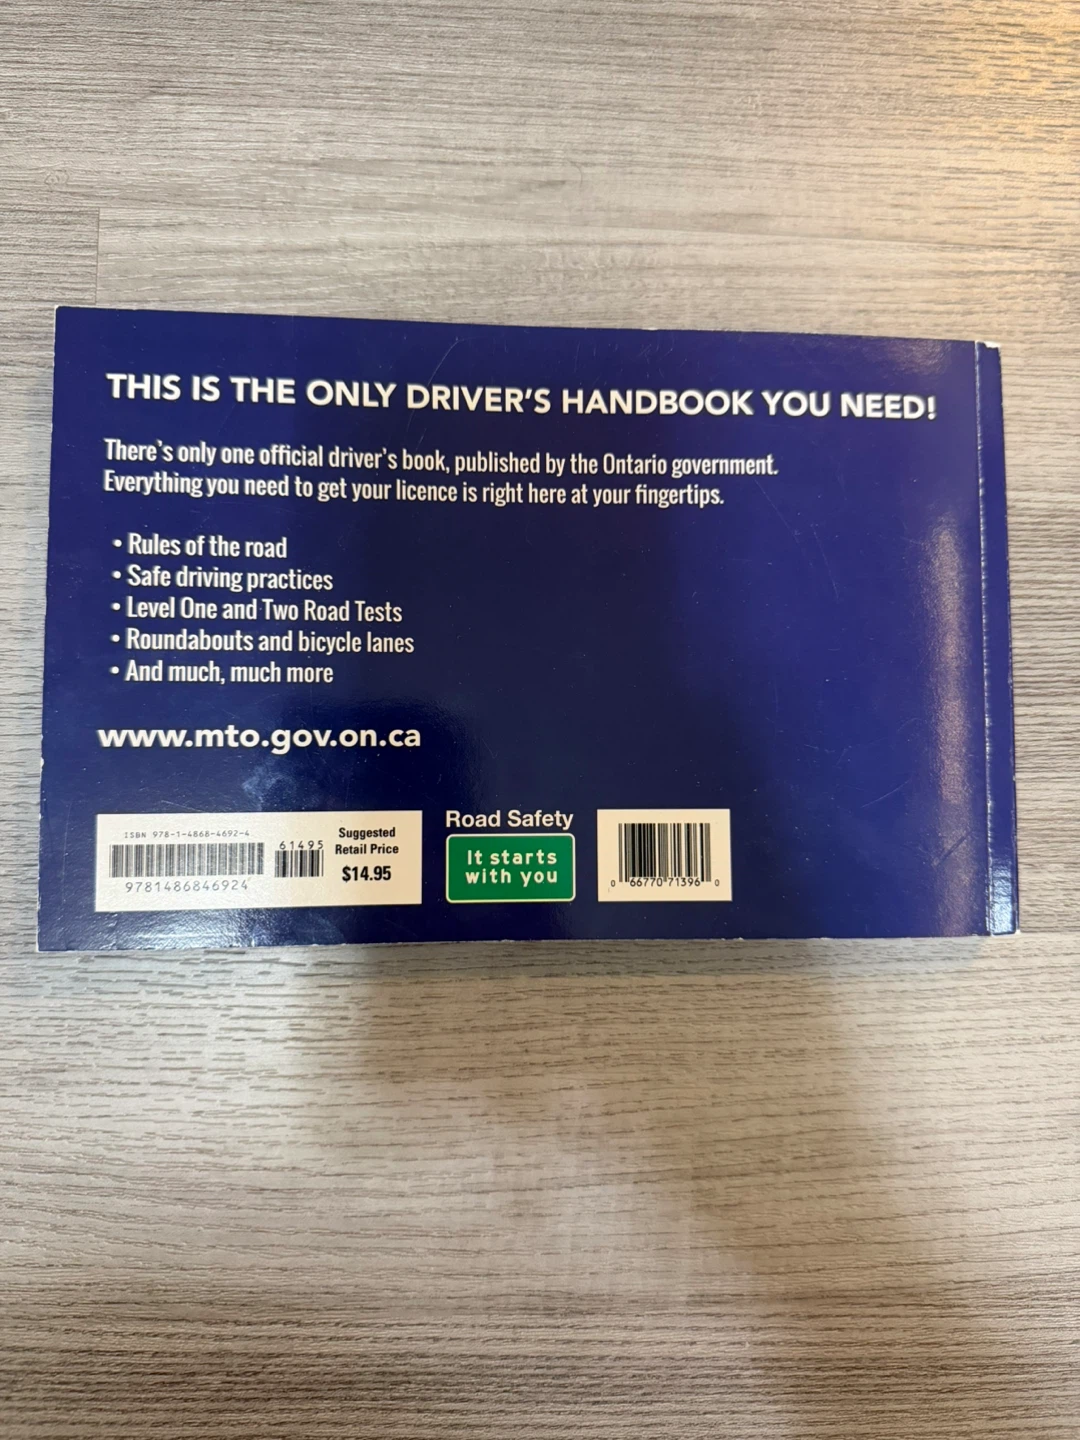 THIS IS THE ONLY DRIVER'S HANDBOOK YOU NEED!
There's only one official driver's book, published by the Ontario government.
Everything you need to get your licence is right here at your fingertips.
• Rules of the road
• Safe driving practices
• Level One and Two Road Tests
• Roundabouts and bicycle lanes
• And much, much more
www.mto.gov.on.ca
ISBN 978-1-4868-4692-4
61495
9781486846924
Suggested
Retail Price
$14.95
Road Safety
It starts
with you
0 66770 71396 0